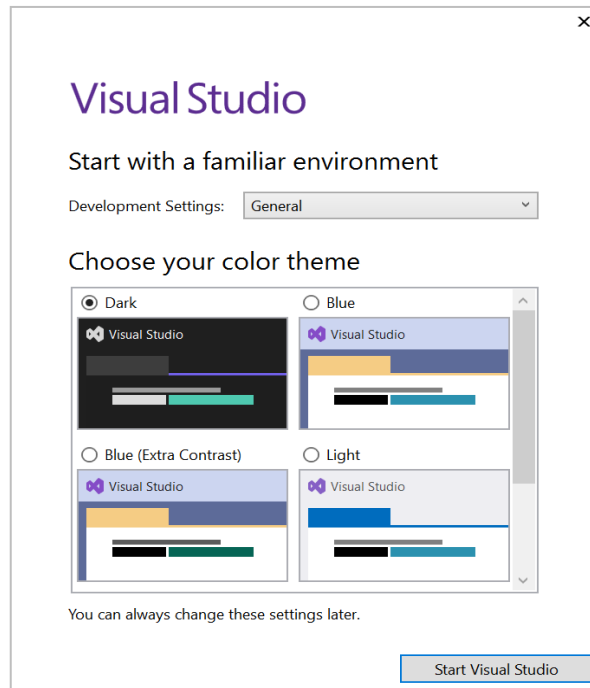 Visual Studio
Start with a familiar environment
Development Settings: General
Choose your color theme
Dark
Blue
Visual Studio
Visual Studio
Blue (Extra Contrast)
Light
Visual Studio
Visual Studio
You can always change these settings later.
Start Visual Studio